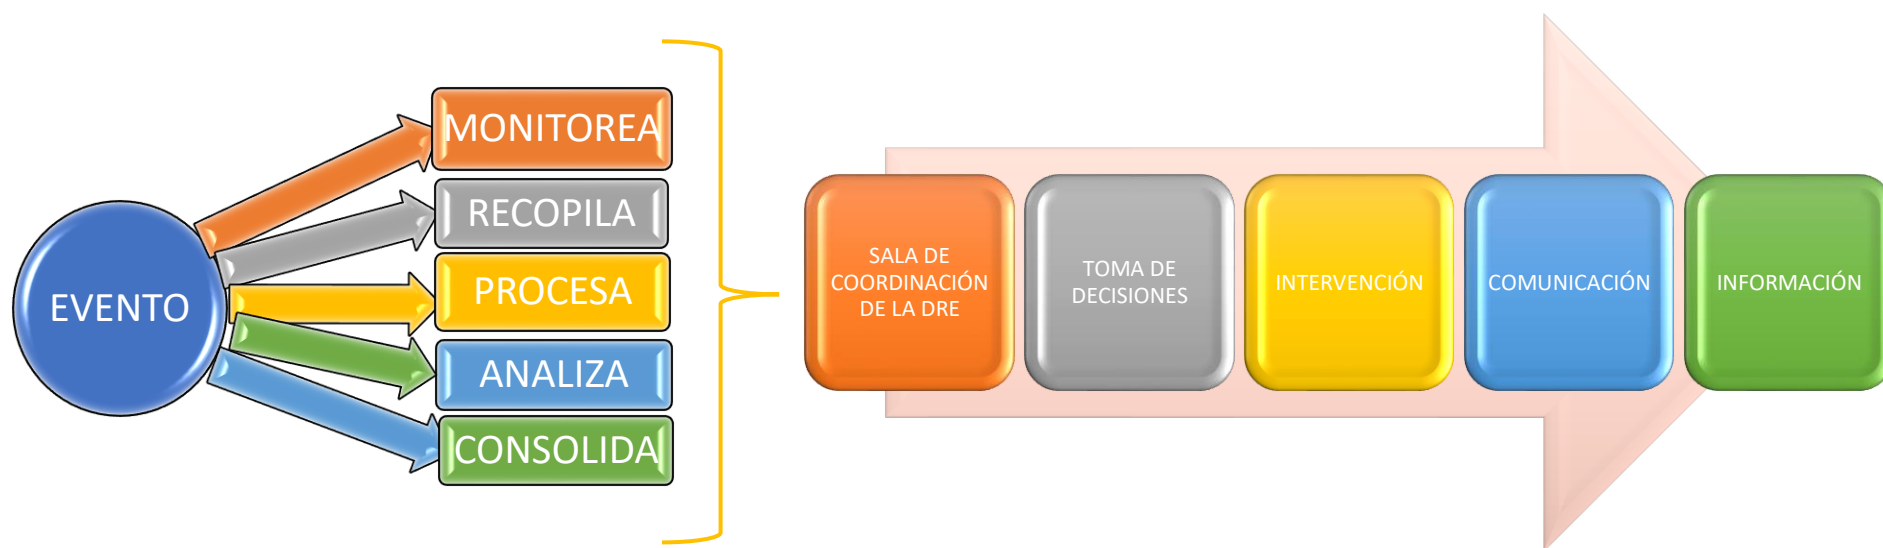 EVENTO
MONITOREA
RECOPILA
PROCESA
ANALIZA
CONSOLIDA
SALA DE
COORDINACIÓN
DE LA DRE
TOMA DE
DECISIONES
INTERVENCIÓN
COMUNICACIÓN
INFORMACIÓN